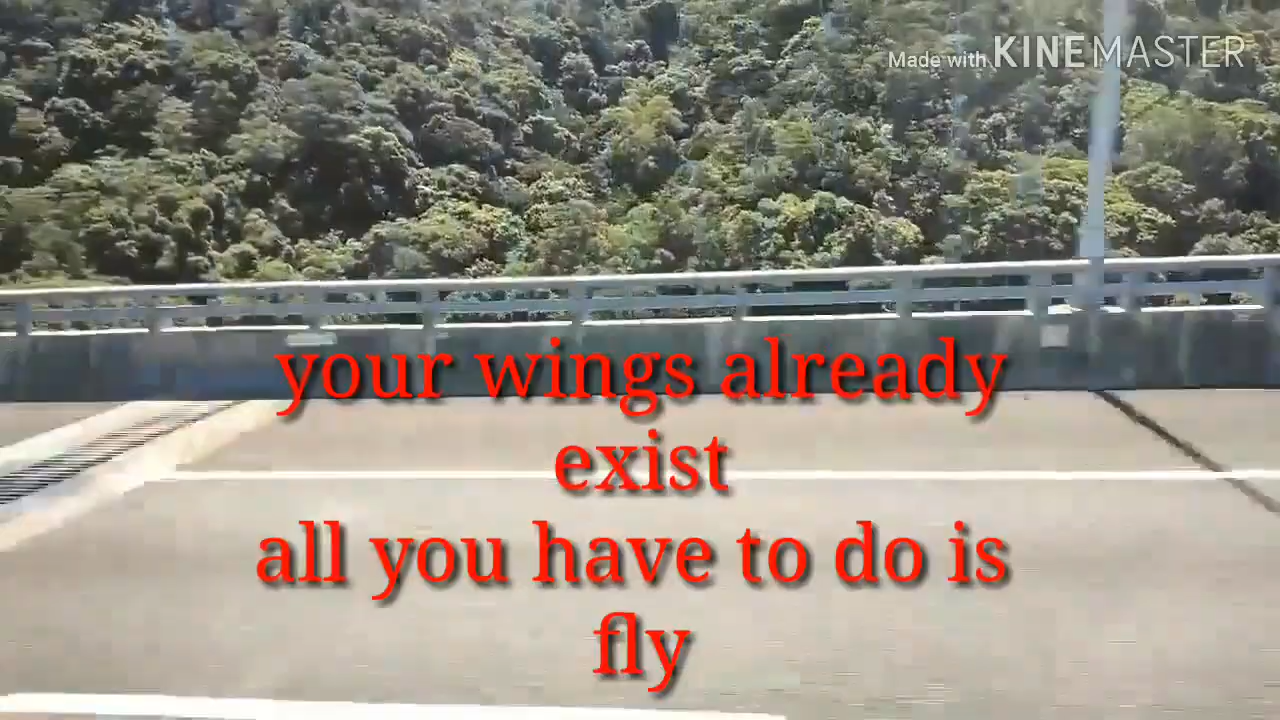 Made with KINEMASTER
your wings already
exist
all you have to do is
fly